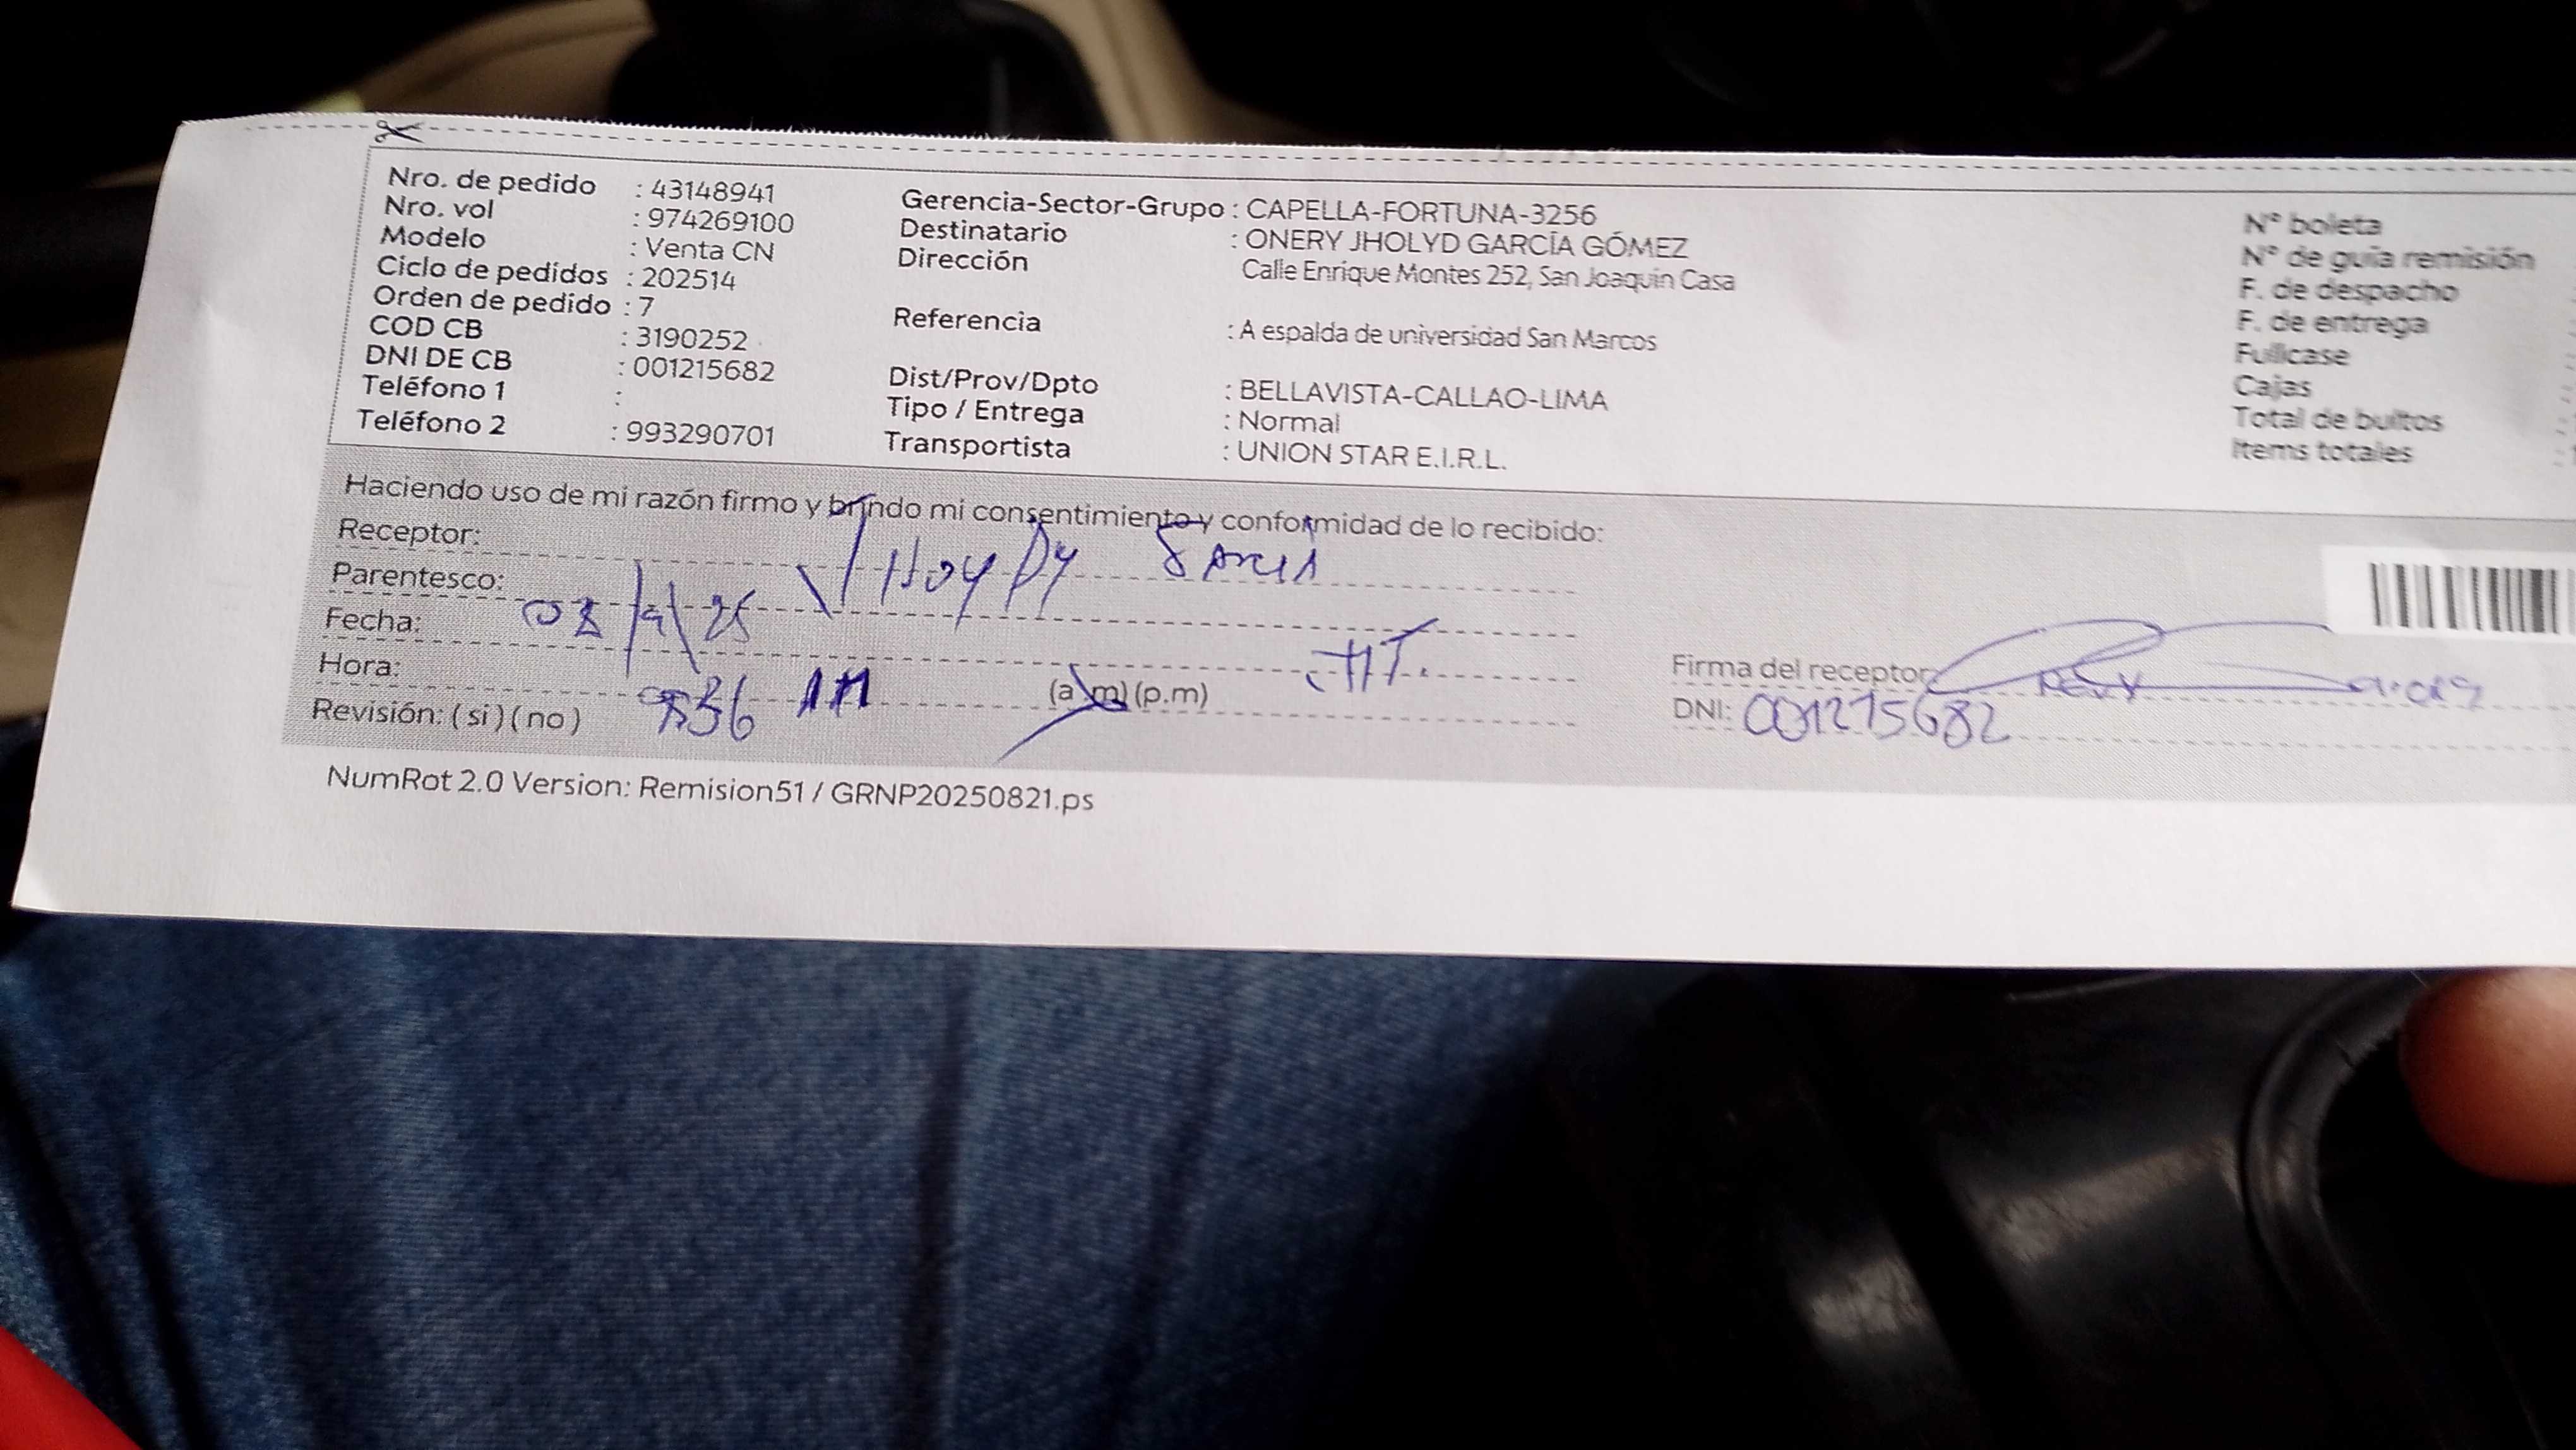 Nro. de pedido : 43148941
Nro. vol : 974269100
Modelo : Venta CN
Ciclo de pedidos : 202514
Orden de pedido : 7
COD CB : 3190252
DNI DE CB : 001215682
Teléfono 1 :
Teléfono 2 : 993290701
Gerencia-Sector-Grupo : CAPELLA-FORTUNA-3256
Destinatario : ONERY JHOLYD GARCÍA GÓMEZ
Dirección Calle Enrique Montes 252, San Joaquin Casa
Referencia : A espalda de universidad San Marcos
Dist/Prov/Dpto : BELLAVISTA-CALLAO-LIMA
Tipo / Entrega : Normal
Transportista : UNION STAR E.I.R.L.
N° boleta
N° de guía remisión
F. de despacho
F. de entrega
Fullcase
Cajas
Total de bultos
Items totales
Haciendo uso de mi razón firmo y brindo mi consentimiento y conformidad de lo recibido:
Receptor:
Parentesco:
Fecha:
Hora: (a.m) (p.m)
Revisión: ( si ) ( no )
Firma del receptor
DNI: 001215682
NumRot 2.0 Version: Remision51 / GRNP20250821.ps